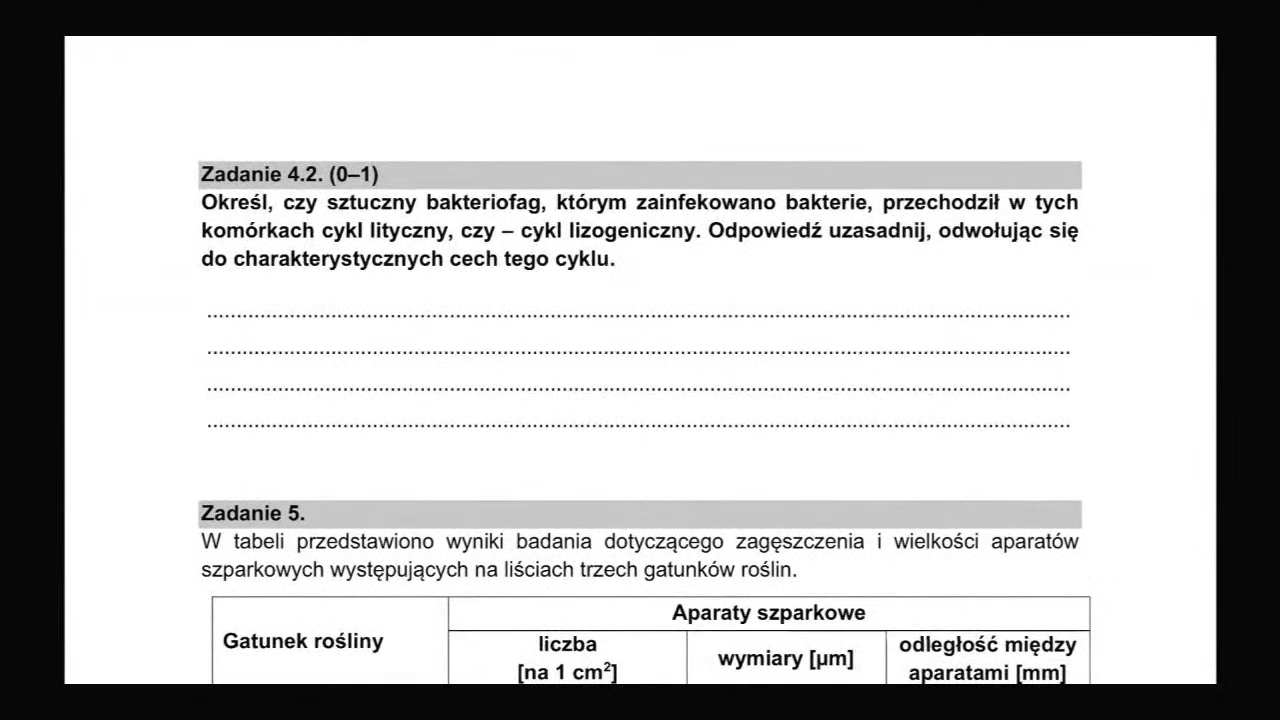 Zadanie 4.2. (0–1)
Określ, czy sztuczny bakteriofag, którym zainfekowano bakterie, przechodził w tych
komórkach cykl lityczny, czy – cykl lizogeniczny. Odpowiedź uzasadnij, odwołując się
do charakterystycznych cech tego cyklu.
Zadanie 5.
W tabeli przedstawiono wyniki badania dotyczącego zagęszczenia i wielkości aparatów
szparkowych występujących na liściach trzech gatunków roślin.
Aparaty szparkowe
Gatunek rośliny
liczba
[na 1 cm²]
wymiary [µm]
odległość między
aparatami [mm]